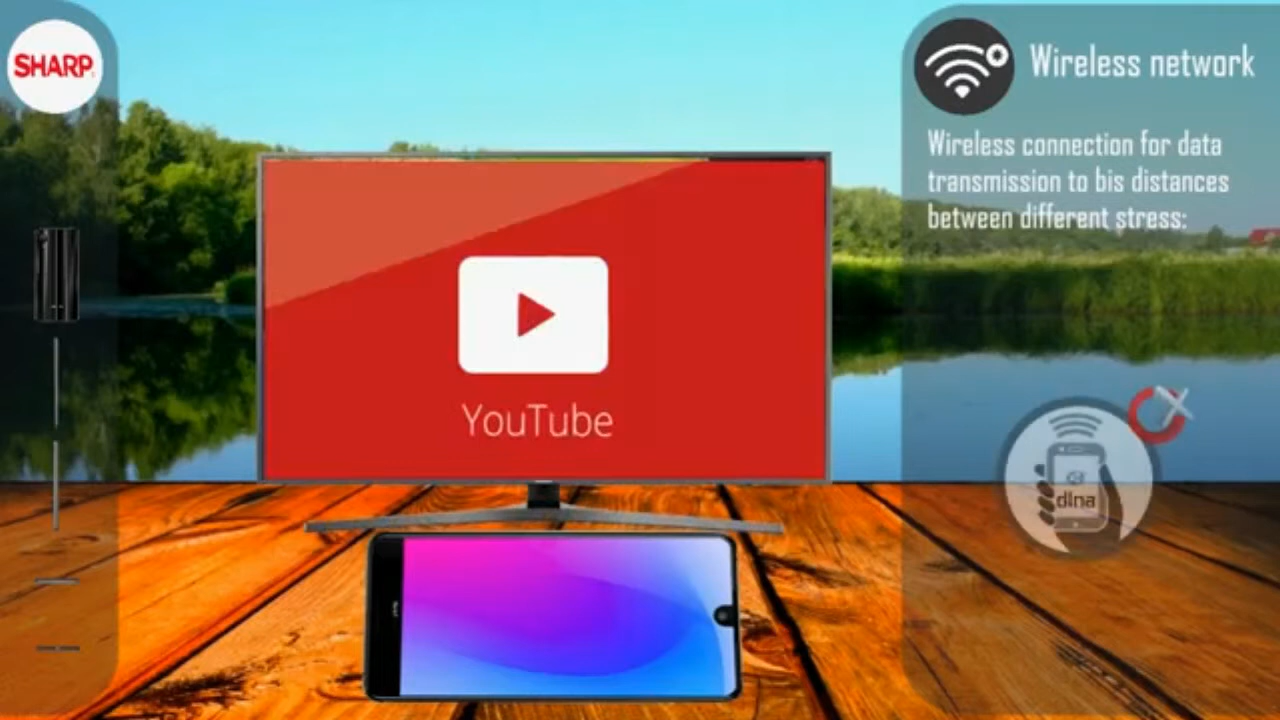 SHARP
Wireless network
Wireless connection for data
transmission to bis distances
between different stress:
YouTube
dlna